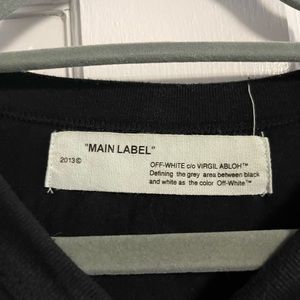 "MAIN LABEL"
2013©
OFF-WHITE c/o VIRGIL ABLOH™
Defining the grey area between black
and white as the color Off-White™